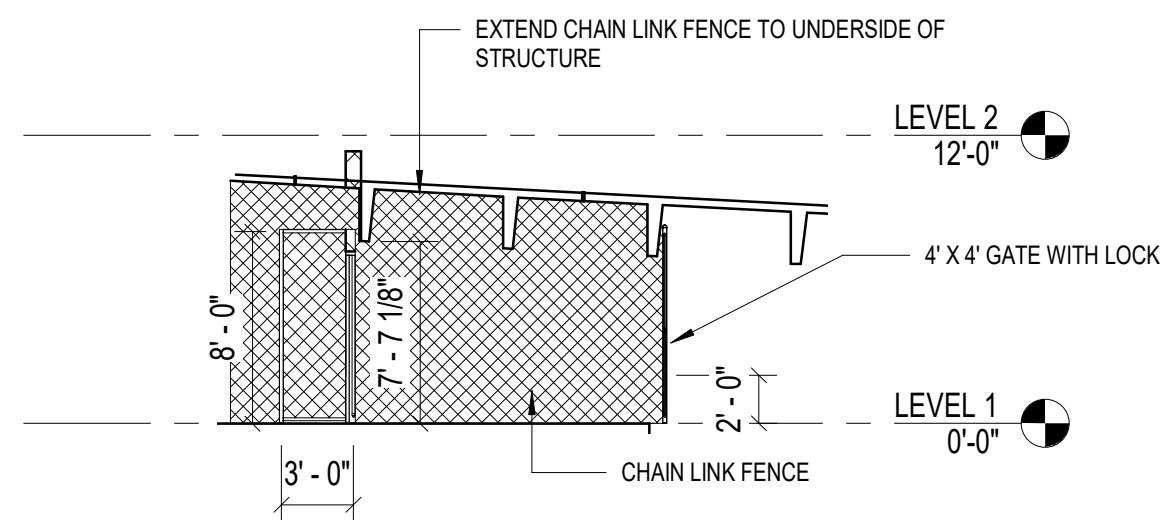 EXTEND CHAIN LINK FENCE TO UNDERSIDE OF
STRUCTURE
LEVEL 2
12'-0"
4' X 4' GATE WITH LOCK
8' - 0"
7' - 7 1/8"
2' - 0"
LEVEL 1
0'-0"
3' - 0"
CHAIN LINK FENCE